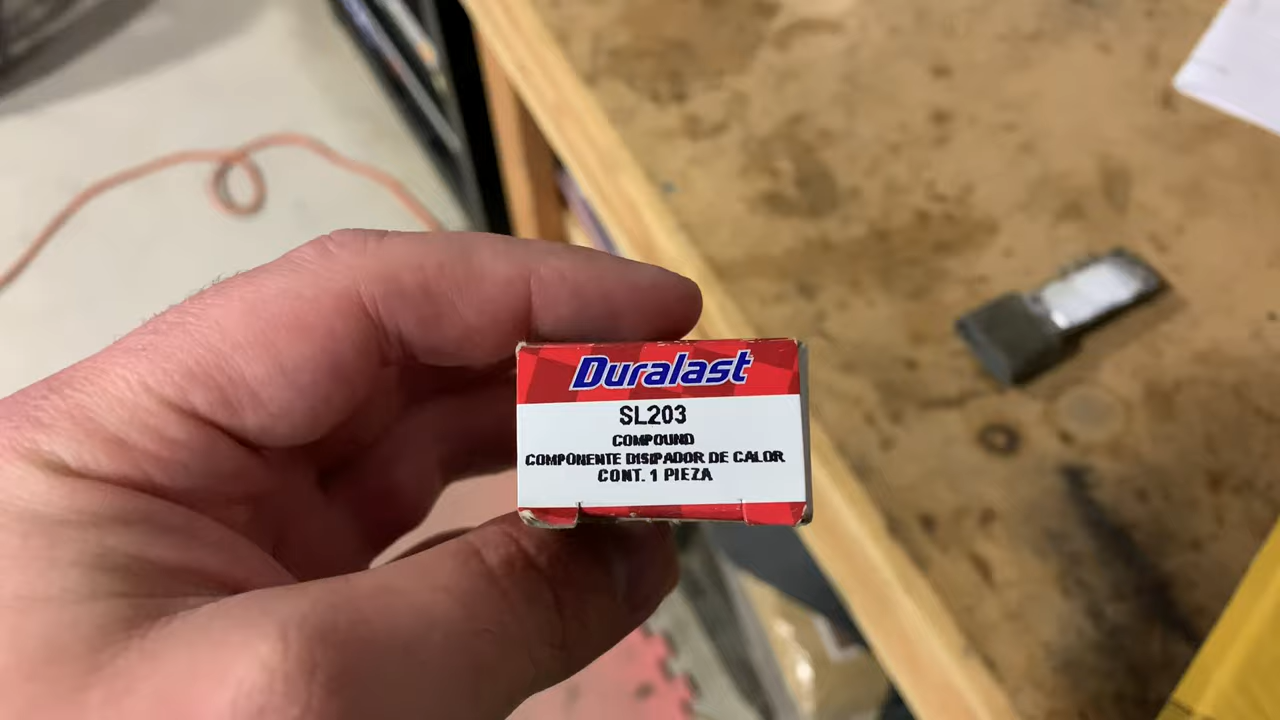 Duralast
SL203
COMPOUND
COMPONENTE DISIPADOR DE CALOR
CONT. 1 PIEZA